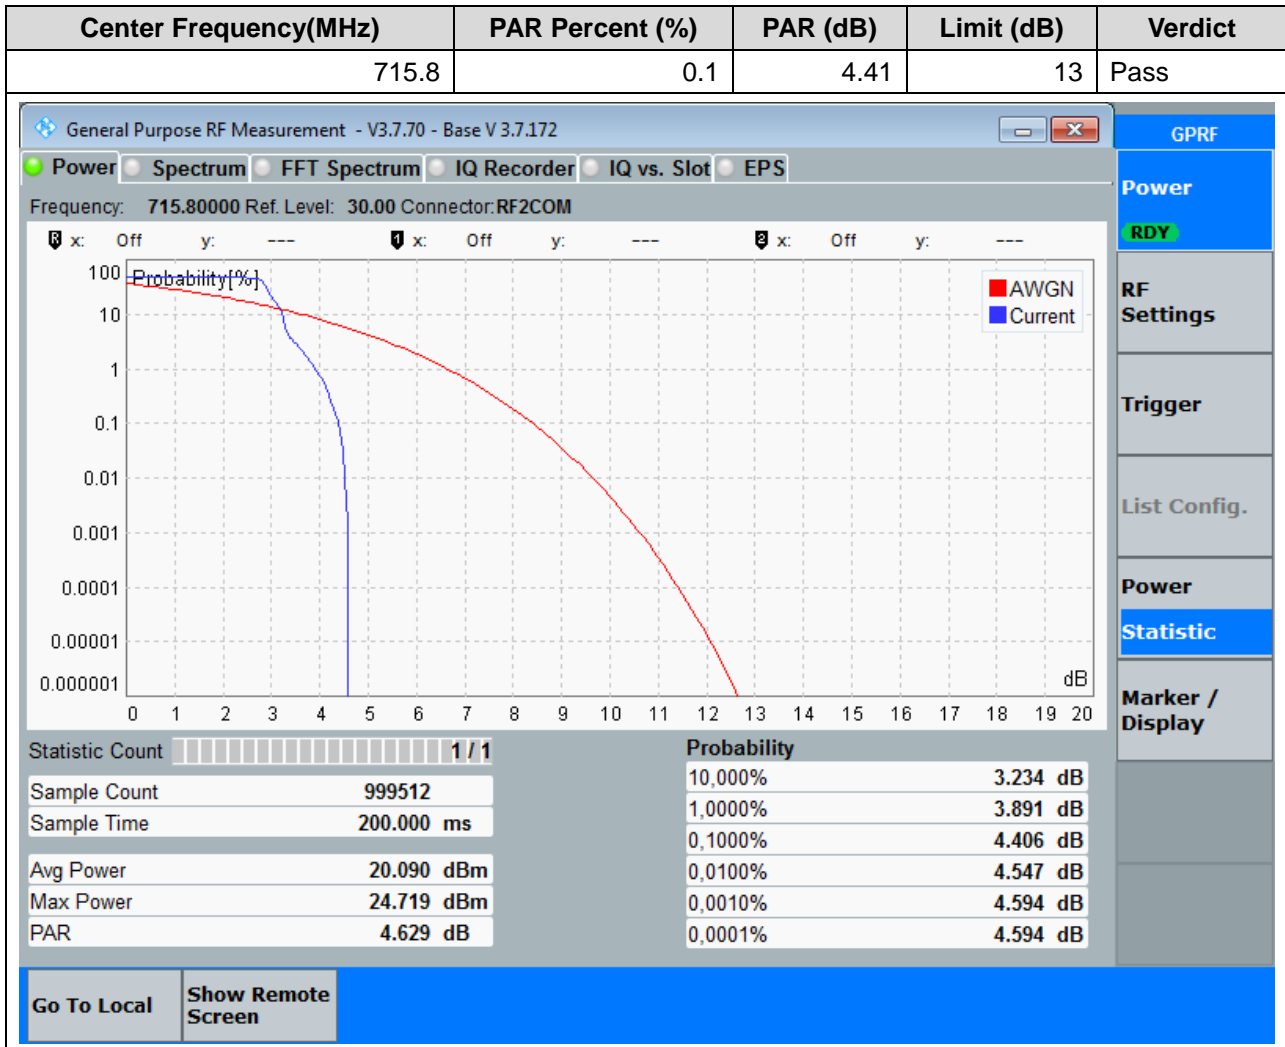 Center Frequency(MHz) PAR Percent (%) PAR (dB) Limit (dB) Verdict
715.8 0.1 4.41 13 Pass
General Purpose RF Measurement - V3.7.70 - Base V 3.7.172
GPRF
Power Spectrum FFT Spectrum IQ Recorder IQ vs. Slot EPS
Frequency: 715.80000 Ref. Level: 30.00 Connector:RF2COM
R x: Off y: --- 1 x: Off y: --- 2 x: Off y: ---
Probability[%]
AWGN
Current
100
10
1
0.1
0.01
0.001
0.0001
0.00001
0.000001
dB
0 1 2 3 4 5 6 7 8 9 10 11 12 13 14 15 16 17 18 19 20
Statistic Count 1 / 1
Sample Count 999512
Sample Time 200.000 ms
Avg Power 20.090 dBm
Max Power 24.719 dBm
PAR 4.629 dB
Probability
10,000% 3.234 dB
1,0000% 3.891 dB
0,1000% 4.406 dB
0,0100% 4.547 dB
0,0010% 4.594 dB
0,0001% 4.594 dB
Power
RDY
RF
Settings
Trigger
List Config.
Power
Statistic
Marker /
Display
Go To Local
Show Remote
Screen